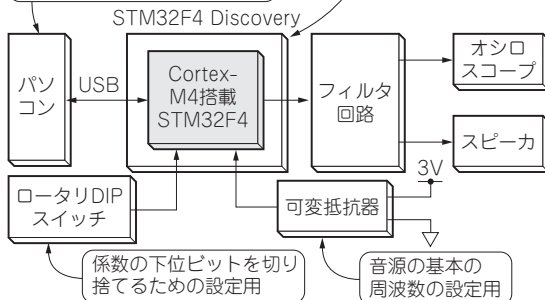 STM32F4 Discovery
パソ
コン
USB
Cortex-
M4搭載
STM32F4
フィルタ
回路
オシロ
スコープ
スピーカ
3V
ロータリDIP
スイッチ
可変抵抗器
係数の下位ビットを切り
捨てるための設定用
音源の基本の
周波数の設定用